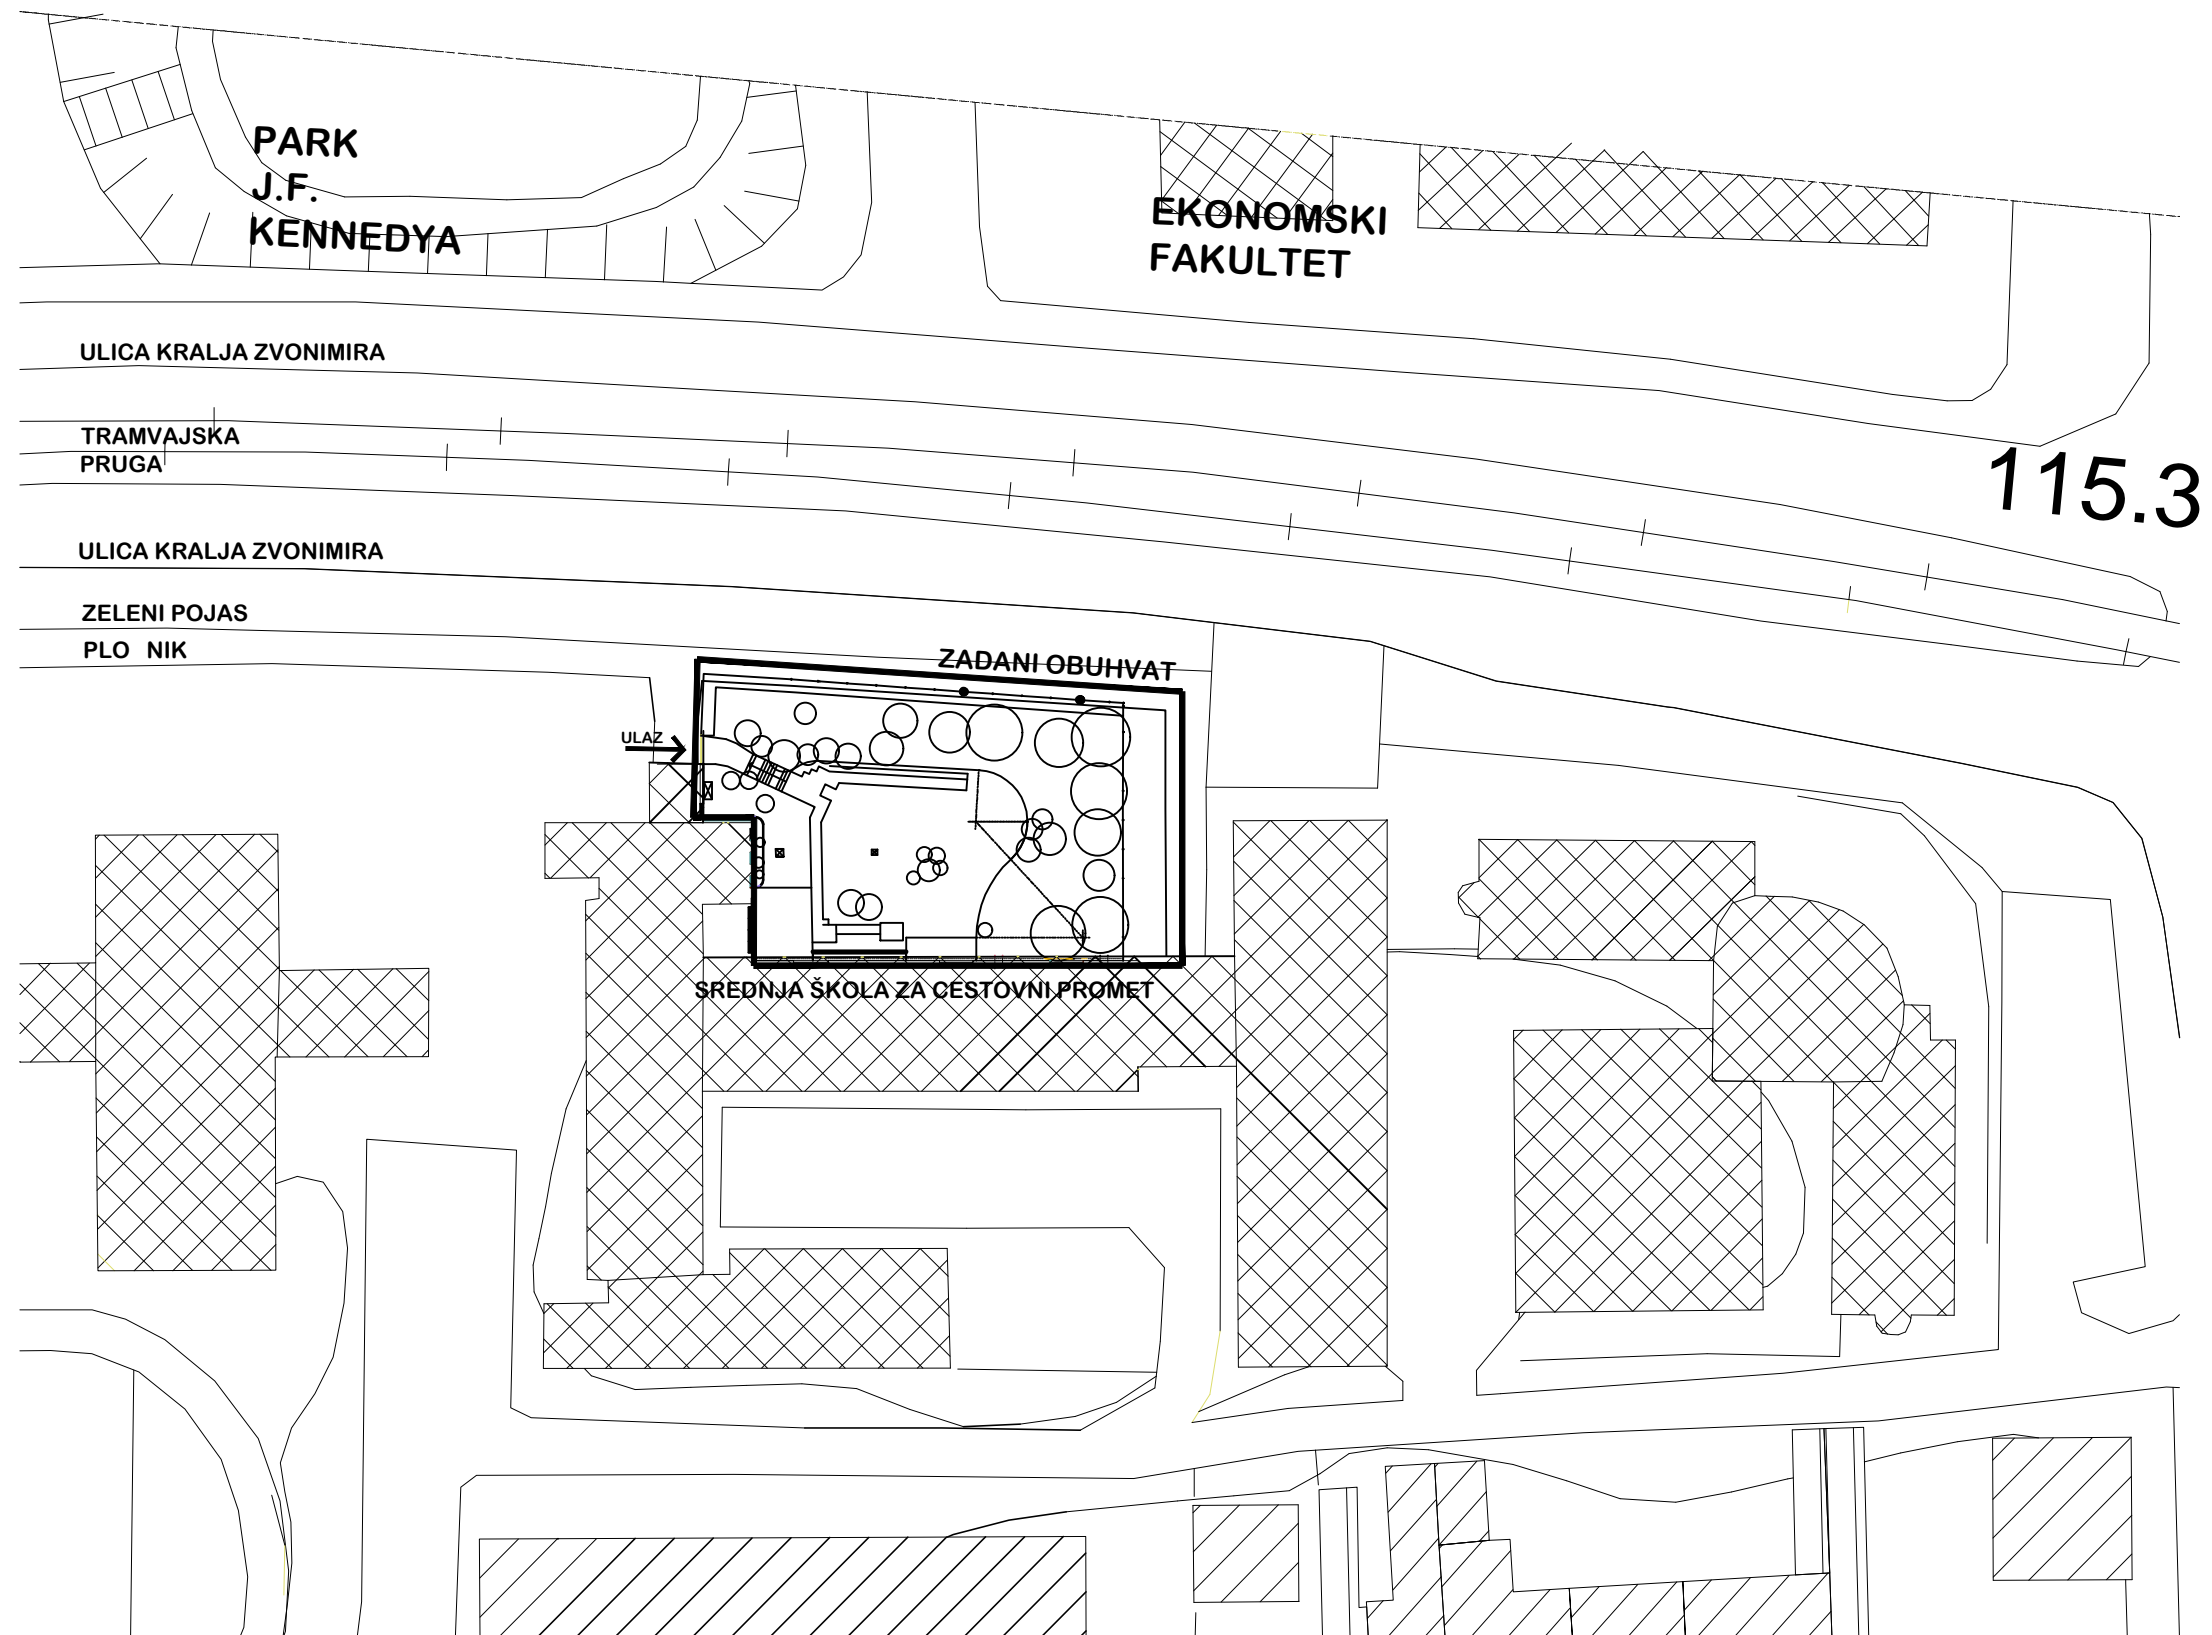 PARK
J.F.
KENNEDYA
EKONOMSKI
FAKULTET
ULICA KRALJA ZVONIMIRA
TRAMVAJSKA
PRUGA
115.3
ULICA KRALJA ZVONIMIRA
ZELENI POJAS
PLO NIK
ZADANI OBUHVAT
ULAZ
SREDNJA ŠKOLA ZA CESTOVNI PROMET